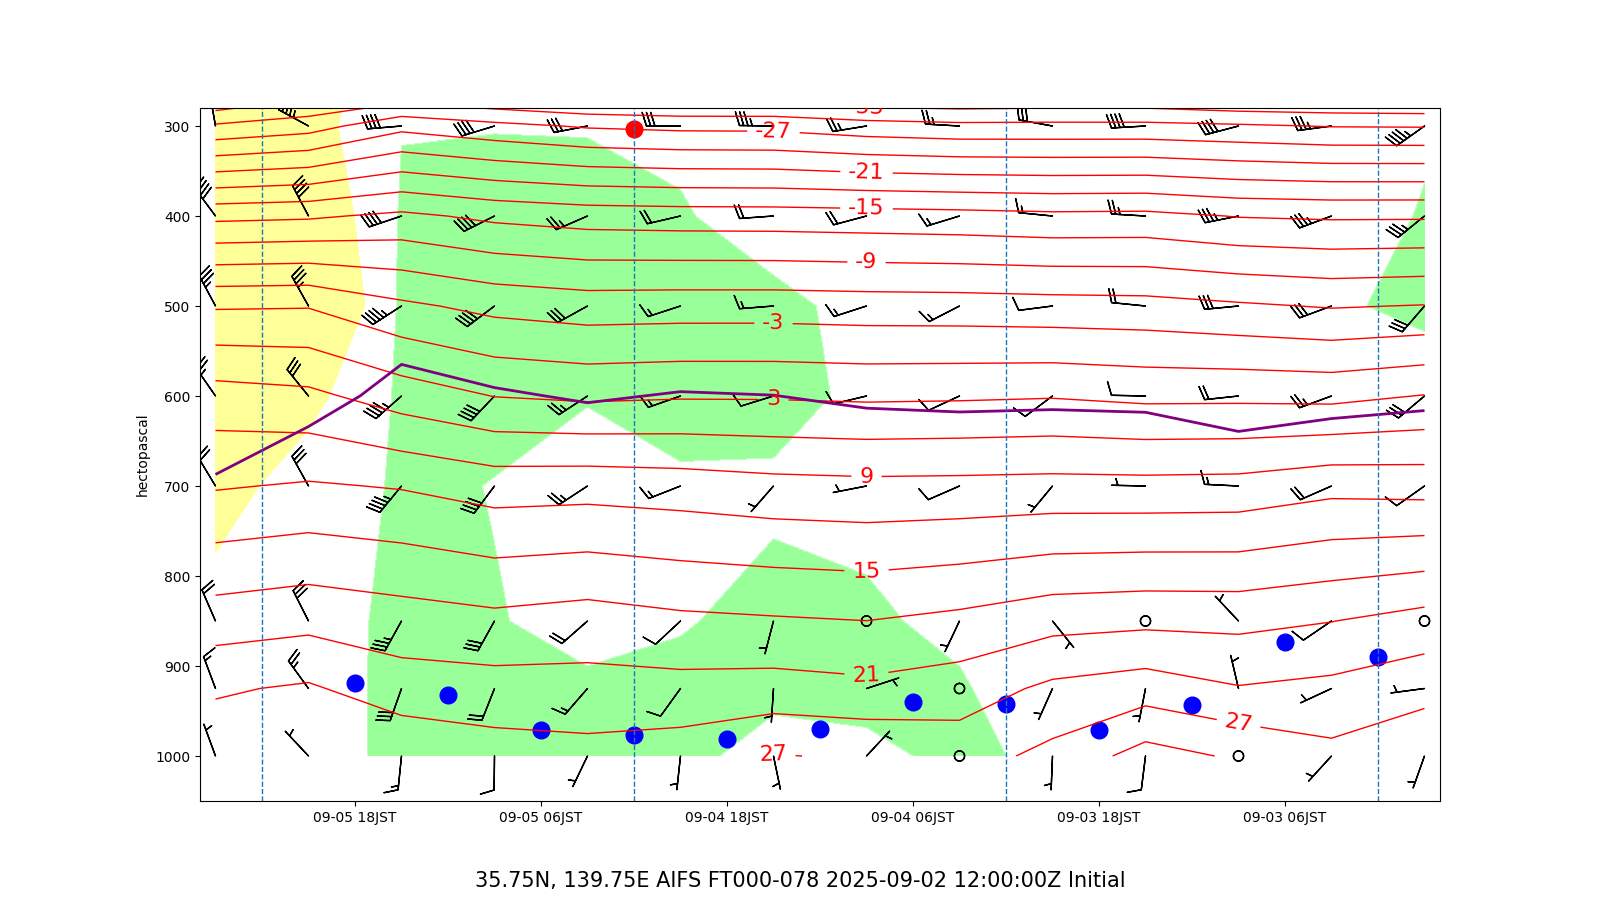 300
400
500
600
700
800
900
1000
hectopascal
-27
-21
-15
-9
-3
3
9
15
21
27
27
09-05 18JST
09-05 06JST
09-04 18JST
09-04 06JST
09-03 18JST
09-03 06JST
35.75N, 139.75E AIFS FT000-078 2025-09-02 12:00:00Z Initial